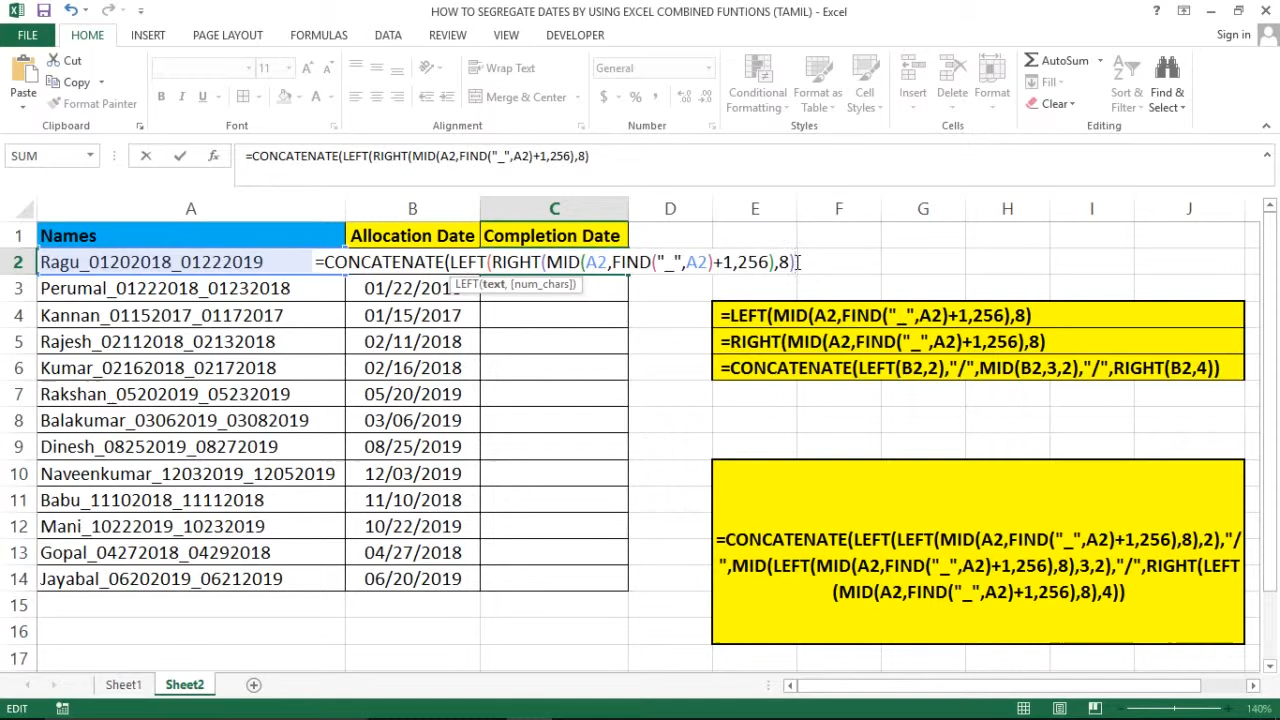 HOW TO SEGREGATE DATES BY USING EXCEL COMBINED FUNTIONS (TAMIL) - Excel
FILE HOME INSERT PAGE LAYOUT FORMULAS DATA REVIEW VIEW DEVELOPER Sign in
Paste Cut Copy Format Painter
11 Wrap Text Merge & Center
General
Conditional Formatting Format as Table Cell Styles
Insert Delete Format
AutoSum Fill Clear
Sort & Filter Find & Select
Clipboard Font Alignment Number Styles Cells Editing
SUM =CONCATENATE(LEFT(RIGHT(MID(A2,FIND("_",A2)+1,256),8)
A B C D E F G H I J
1 Names Allocation Date Completion Date
2 Ragu_01202018_01222019 =CONCATENATE(LEFT(RIGHT(MID(A2,FIND("_",A2)+1,256),8)
LEFT(text, [num_chars])
3 Perumal_01222018_01232018 01/22/2018
4 Kannan_01152017_01172017 01/15/2017 =LEFT(MID(A2,FIND("_",A2)+1,256),8)
5 Rajesh_02112018_02132018 02/11/2018 =RIGHT(MID(A2,FIND("_",A2)+1,256),8)
6 Kumar_02162018_02172018 02/16/2018 =CONCATENATE(LEFT(B2,2),"/",MID(B2,3,2),"/",RIGHT(B2,4))
7 Rakshan_05202019_05232019 05/20/2019
8 Balakumar_03062019_03082019 03/06/2019
9 Dinesh_08252019_08272019 08/25/2019
10 Naveenkumar_12032019_12052019 12/03/2019
11 Babu_11102018_11112018 11/10/2018
12 Mani_10222019_10232019 10/22/2019
13 Gopal_04272018_04292018 04/27/2018
14 Jayabal_06202019_06212019 06/20/2019
=CONCATENATE(LEFT(LEFT(MID(A2,FIND("_",A2)+1,256),8),2),"/
",MID(LEFT(MID(A2,FIND("_",A2)+1,256),8),3,2),"/",RIGHT(LEFT
(MID(A2,FIND("_",A2)+1,256),8),4))
15
16
17
Sheet1 Sheet2
EDIT 140%